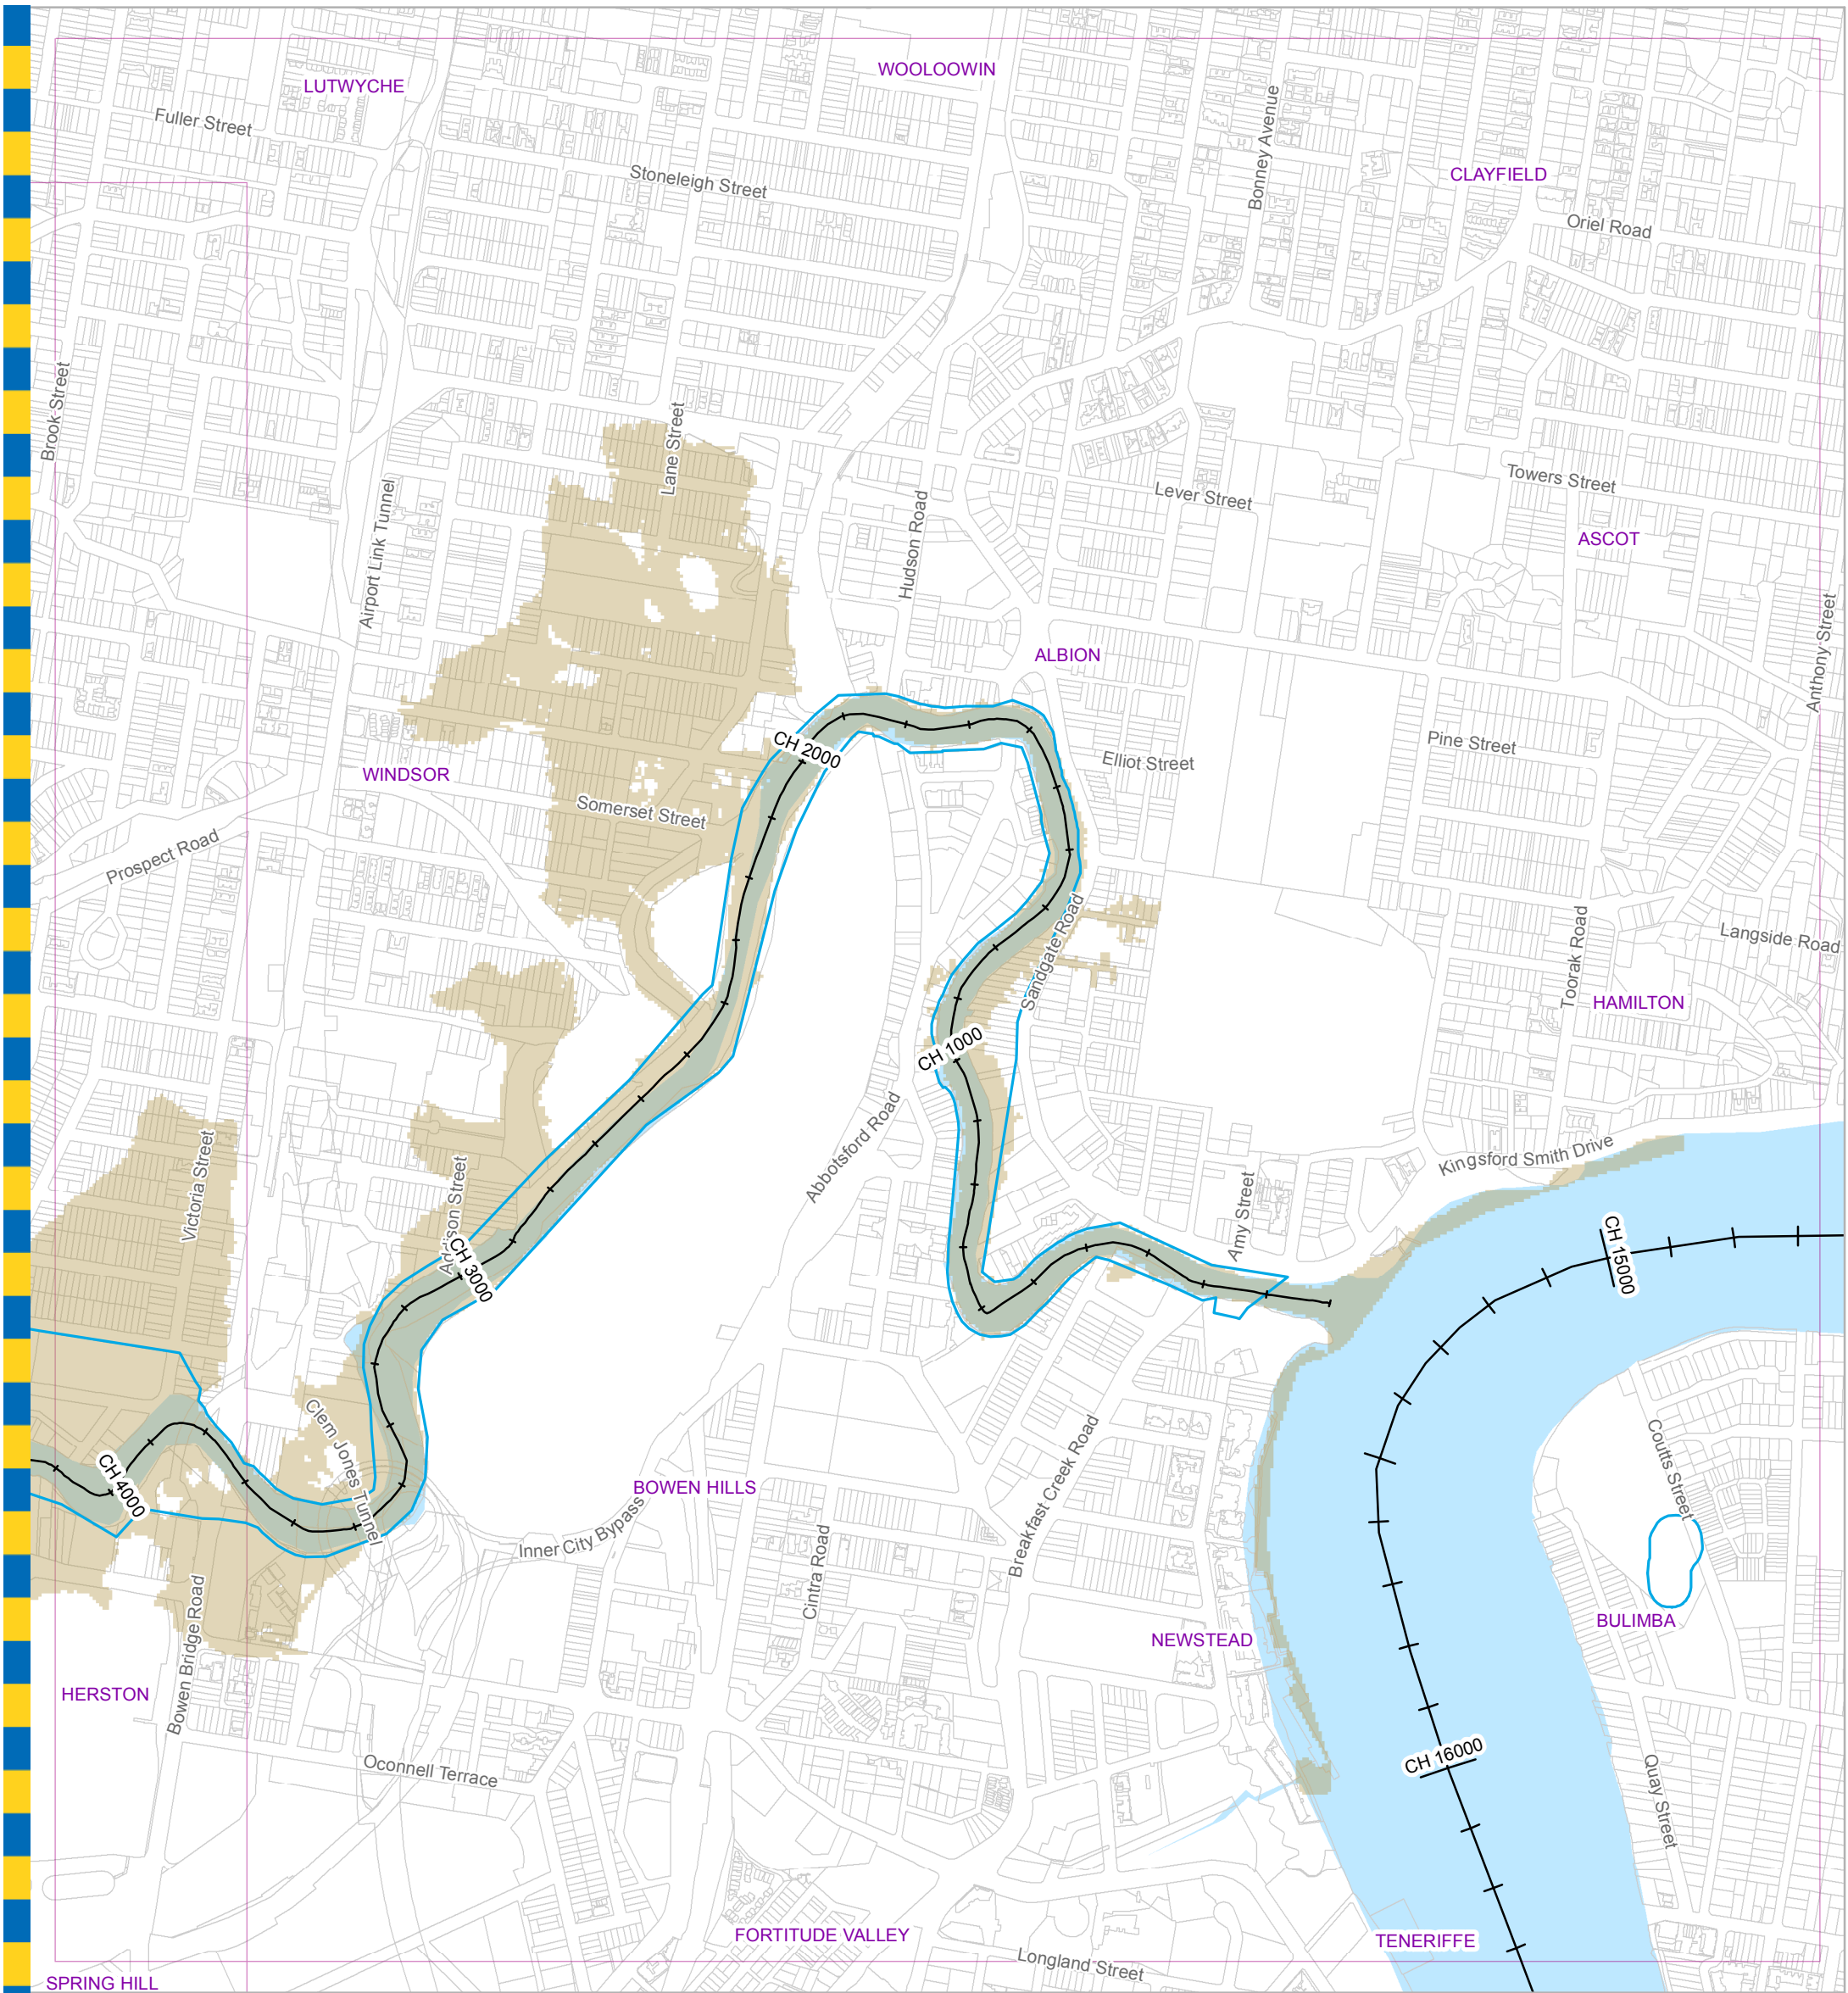 WOOLOOWIN
LUTWYCHE
Fuller Street
Bonney Avenue
Stoneleigh Street
CLAYFIELD
Oriel Road
Brook Street
Lane Street
Towers Street
Lever Street
Airport Link Tunnel
Hudson Road
ASCOT
Anthony Street
ALBION
CH 2000
Pine Street
Elliot Street
WINDSOR
Somerset Street
Prospect Road
Sandgate Road
Toorak Road
Langside Road
HAMILTON
CH 1000
Abbotsford Road
Victoria Street
Addison Street
Kingsford Smith Drive
Amy Street
CH 3000
CH 15000
Clem Jones Tunnel
CH 4000
Coutts Street
BOWEN HILLS
Breakfast Creek Road
Inner City Bypass
Cintra Road
BULIMBA
NEWSTEAD
Bowen Bridge Road
HERSTON
CH 16000
Oconnell Terrace
Quay Street
FORTITUDE VALLEY
TENERIFFE
Longland Street
SPRING HILL